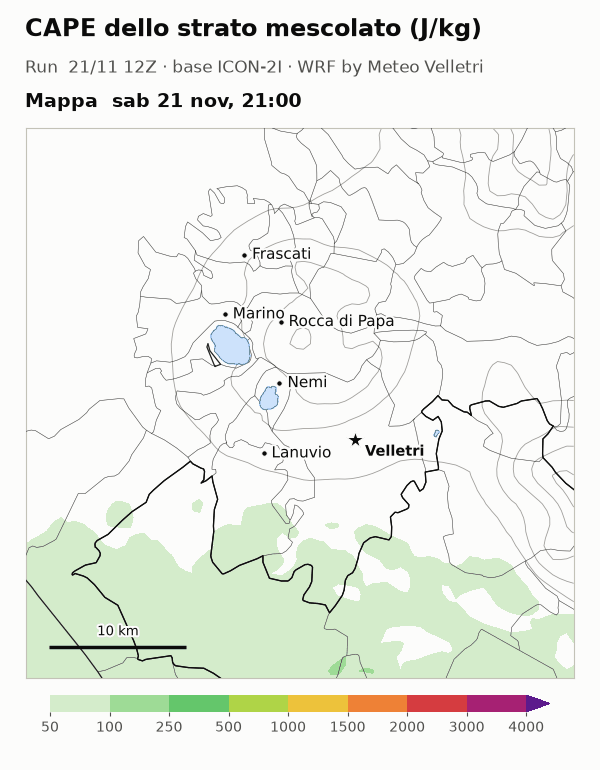 CAPE dello strato mescolato (J/kg)
Run  21/11 12Z · base ICON-2I · WRF by Meteo Velletri
Mappa  sab 21 nov, 21:00
Frascati
Marino
Rocca di Papa
Nemi
Velletri
Lanuvio
10 km
50 100 250 500 1000 1500 2000 3000 4000